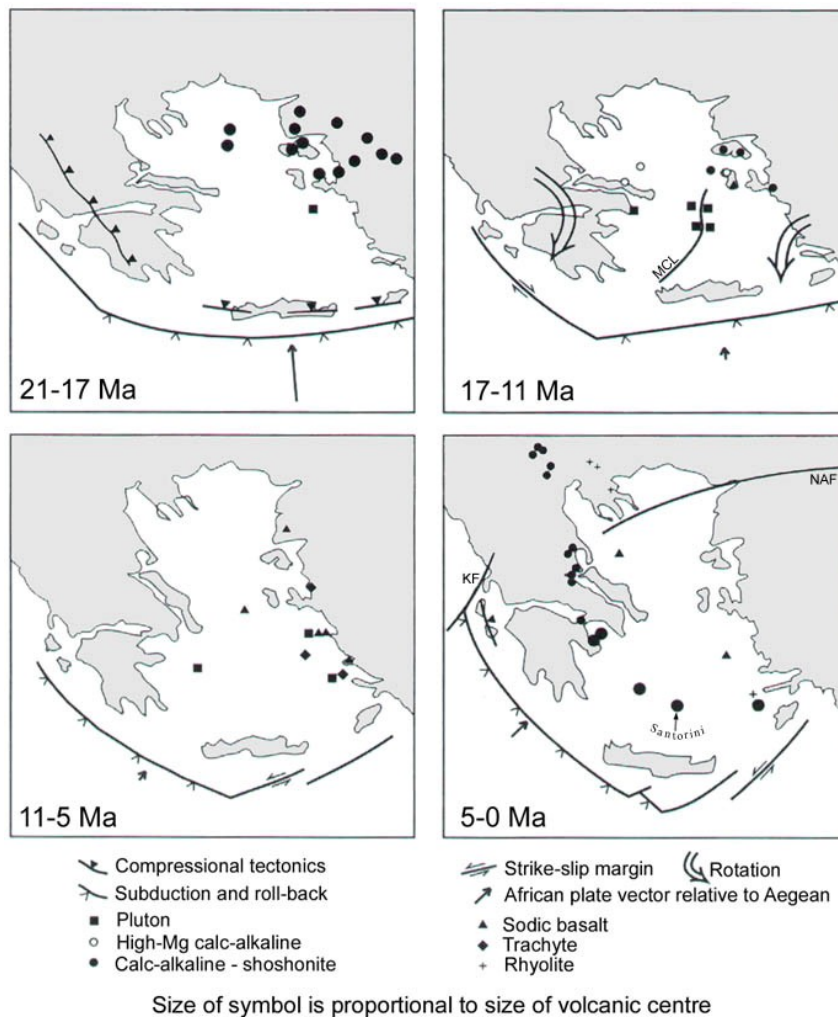 21-17 Ma
MCL
17-11 Ma
11-5 Ma
NAF
KF
Santorini
5-0 Ma
Compressional tectonics
Subduction and roll-back
Pluton
High-Mg calc-alkaline
Calc-alkaline - shoshonite
Strike-slip margin
Rotation
African plate vector relative to Aegean
Sodic basalt
Trachyte
Rhyolite
Size of symbol is proportional to size of volcanic centre